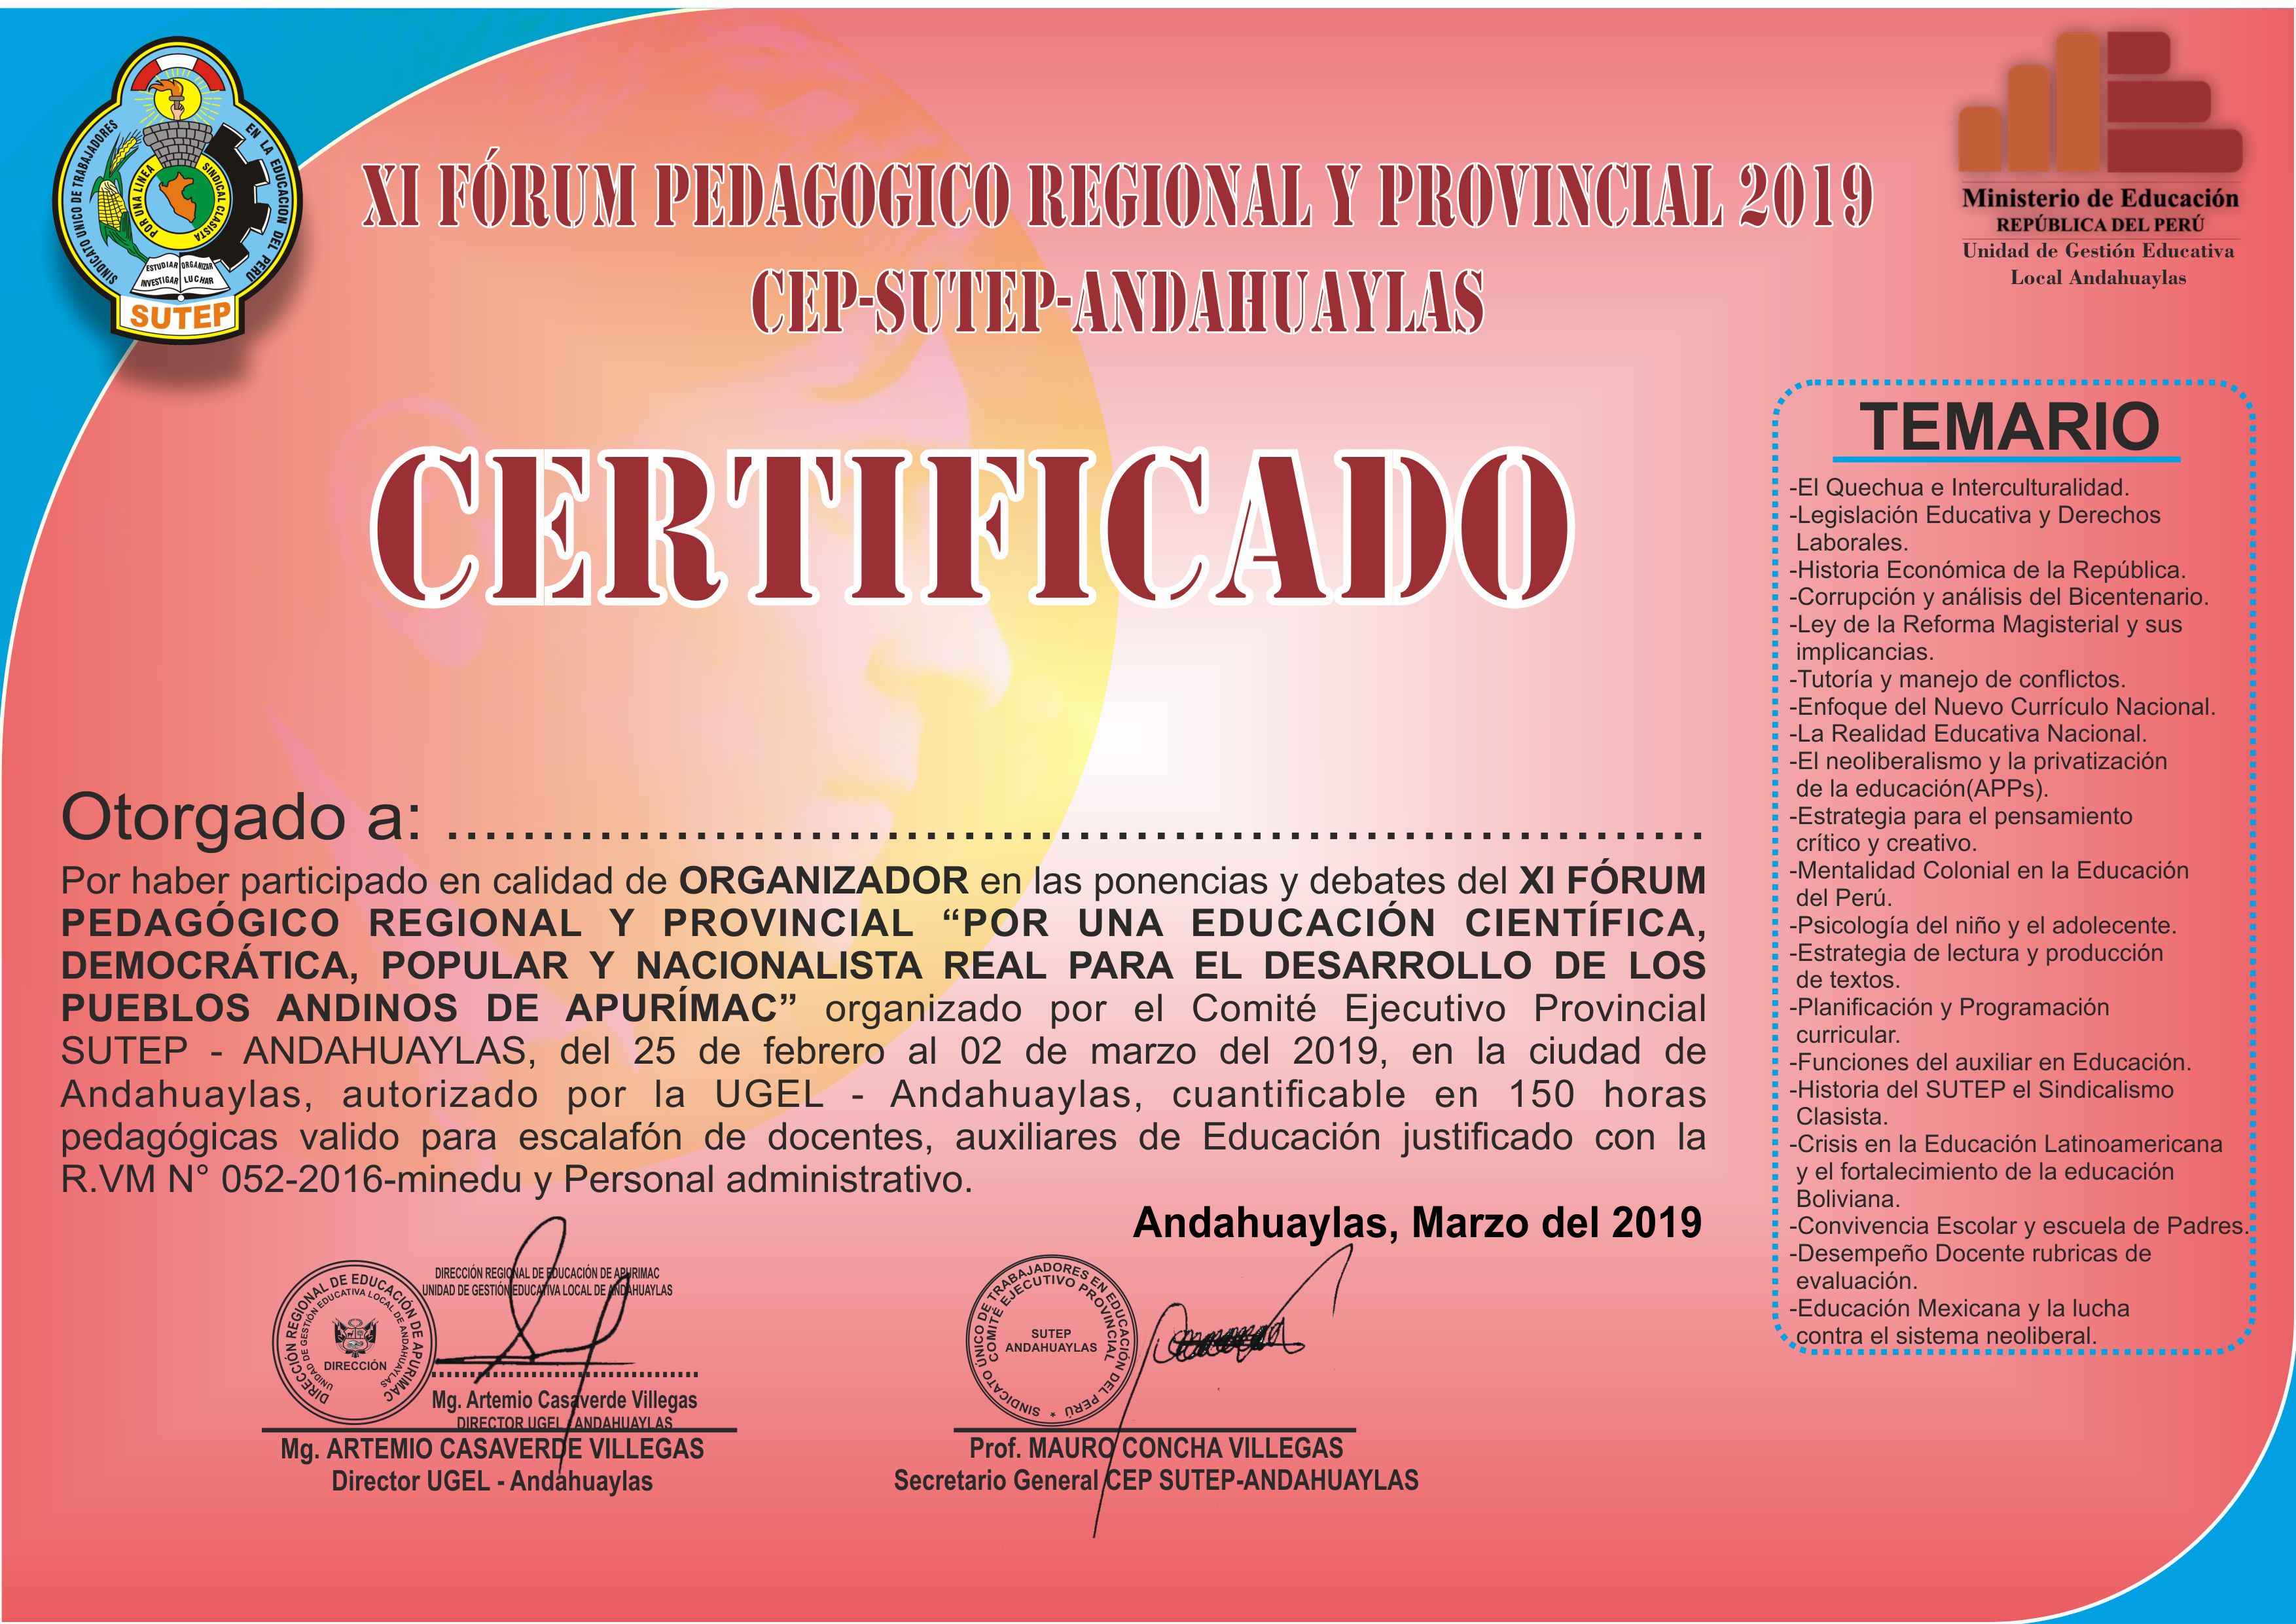 SINDICATO UNICO DE TRABAJADORES EN LA EDUCACION DEL PERU
POR UNA LINEA SINDICAL CLASISTA
ESTUDIAR ORGANIZAR
INVESTIGAR LUCHAR
SUTEP
Ministerio de Educación
REPÚBLICA DEL PERÚ
Unidad de Gestión Educativa
Local Andahuaylas
XI FÓRUM PEDAGOGICO REGIONAL Y PROVINCIAL 2019
CEP-SUTEP-ANDAHUAYLAS
CERTIFICADO
Otorgado a: ..................................................................
Por haber participado en calidad de ORGANIZADOR en las ponencias y debates del XI FÓRUM
PEDAGÓGICO REGIONAL Y PROVINCIAL “POR UNA EDUCACIÓN CIENTÍFICA,
DEMOCRÁTICA, POPULAR Y NACIONALISTA REAL PARA EL DESARROLLO DE LOS
PUEBLOS ANDINOS DE APURÍMAC” organizado por el Comité Ejecutivo Provincial
SUTEP - ANDAHUAYLAS, del 25 de febrero al 02 de marzo del 2019, en la ciudad de
Andahuaylas, autorizado por la UGEL - Andahuaylas, cuantificable en 150 horas
pedagógicas valido para escalafón de docentes, auxiliares de Educación justificado con la
R.VM N° 052-2016-minedu y Personal administrativo.
Andahuaylas, Marzo del 2019
DIRECCIÓN REGIONAL DE EDUCACIÓN DE APURIMAC
UNIDAD DE GESTIÓN EDUCATIVA LOCAL DE ANDAHUAYLAS
DIRECCIÓN
DIRECCIÓN REGIONAL DE EDUCACIÓN DE APURIMAC
UNIDAD DE GESTIÓN EDUCATIVA LOCAL DE ANDAHUAYLAS
Mg. Artemio Casaverde Villegas
DIRECTOR UGEL - ANDAHUAYLAS
Mg. ARTEMIO CASAVERDE VILLEGAS
Director UGEL - Andahuaylas
SINDICATO ÚNICO DE TRABAJADORES EN EDUCACIÓN DEL PERÚ *
COMITÉ EJECUTIVO PROVINCIAL
SUTEP
ANDAHUAYLAS
Prof. MAURO CONCHA VILLEGAS
Secretario General CEP SUTEP-ANDAHUAYLAS
TEMARIO
-El Quechua e Interculturalidad.
-Legislación Educativa y Derechos
Laborales.
-Historia Económica de la República.
-Corrupción y análisis del Bicentenario.
-Ley de la Reforma Magisterial y sus
implicancias.
-Tutoría y manejo de conflictos.
-Enfoque del Nuevo Currículo Nacional.
-La Realidad Educativa Nacional.
-El neoliberalismo y la privatización
de la educación(APPs).
-Estrategia para el pensamiento
crítico y creativo.
-Mentalidad Colonial en la Educación
del Perú.
-Psicología del niño y el adolecente.
-Estrategia de lectura y producción
de textos.
-Planificación y Programación
curricular.
-Funciones del auxiliar en Educación.
-Historia del SUTEP el Sindicalismo
Clasista.
-Crisis en la Educación Latinoamericana
y el fortalecimiento de la educación
Boliviana.
-Convivencia Escolar y escuela de Padres.
-Desempeño Docente rubricas de
evaluación.
-Educación Mexicana y la lucha
contra el sistema neoliberal.